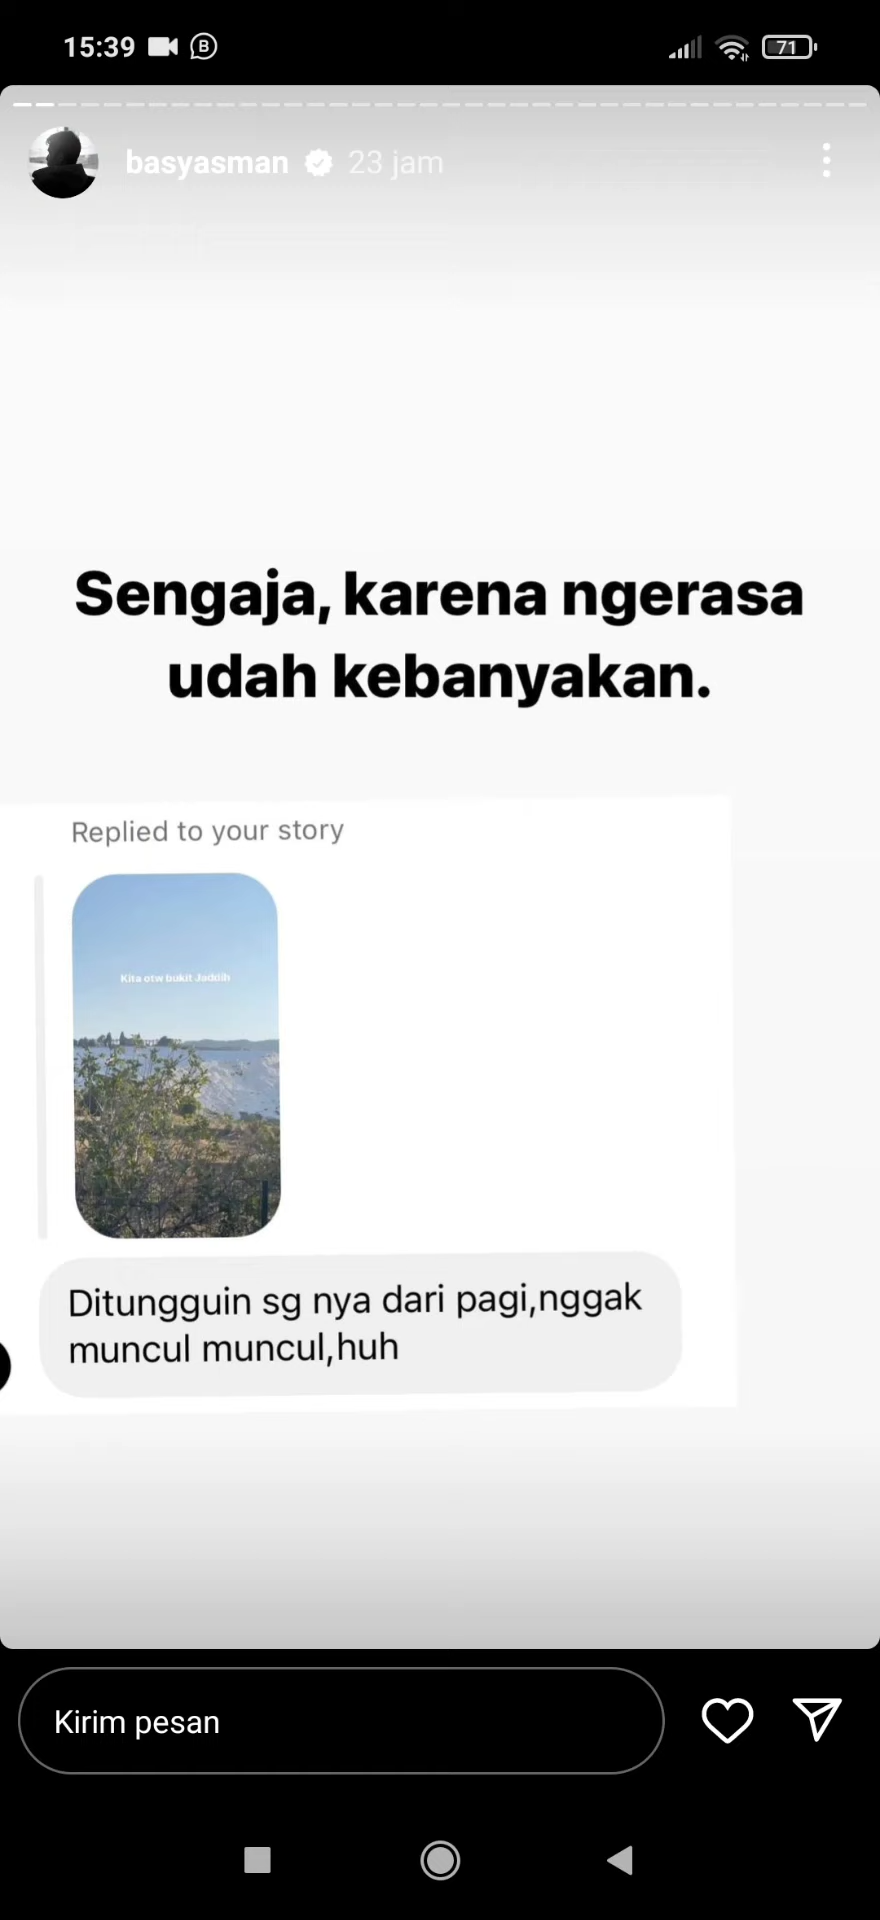 15:39
71
basyasman 23 jam
Sengaja, karena ngerasa
udah kebanyakan.
Replied to your story
Kita otw bukit Jaddih
Ditungguin sg nya dari pagi,nggak
muncul muncul,huh
Kirim pesan